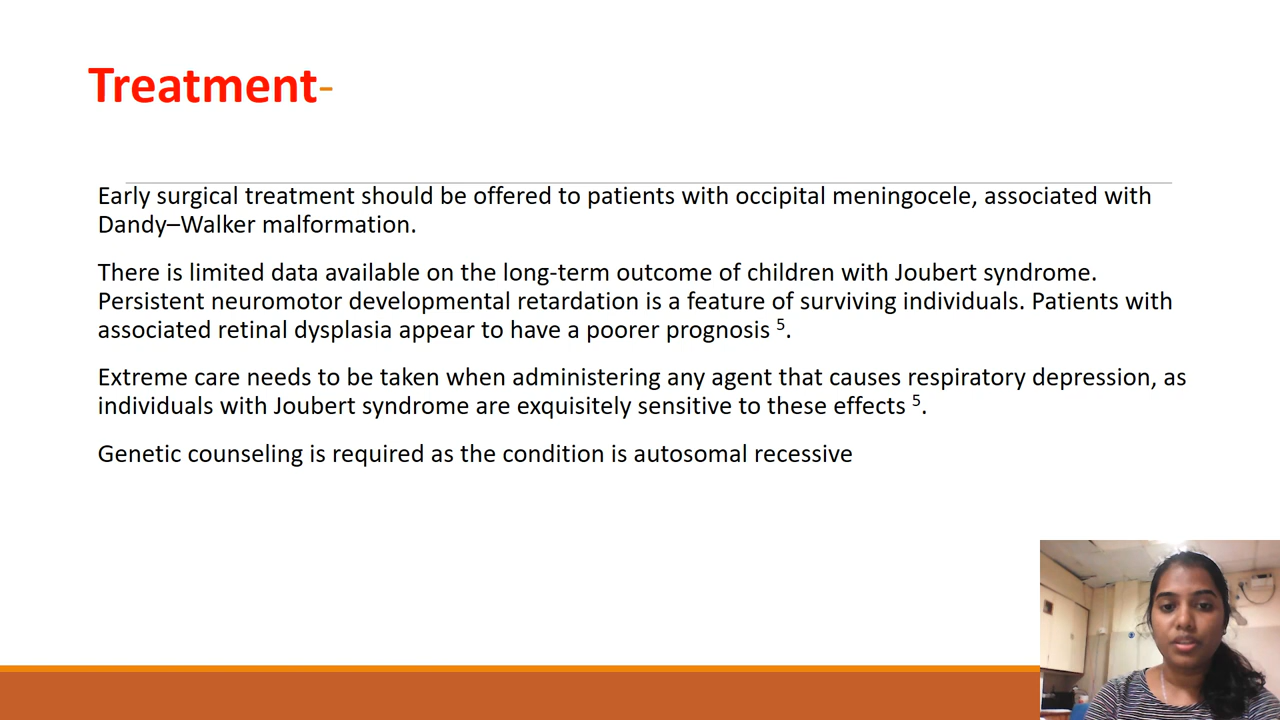 Treatment-
Early surgical treatment should be offered to patients with occipital meningocele, associated with
Dandy–Walker malformation.
There is limited data available on the long-term outcome of children with Joubert syndrome.
Persistent neuromotor developmental retardation is a feature of surviving individuals. Patients with
associated retinal dysplasia appear to have a poorer prognosis 5.
Extreme care needs to be taken when administering any agent that causes respiratory depression, as
individuals with Joubert syndrome are exquisitely sensitive to these effects 5.
Genetic counseling is required as the condition is autosomal recessive